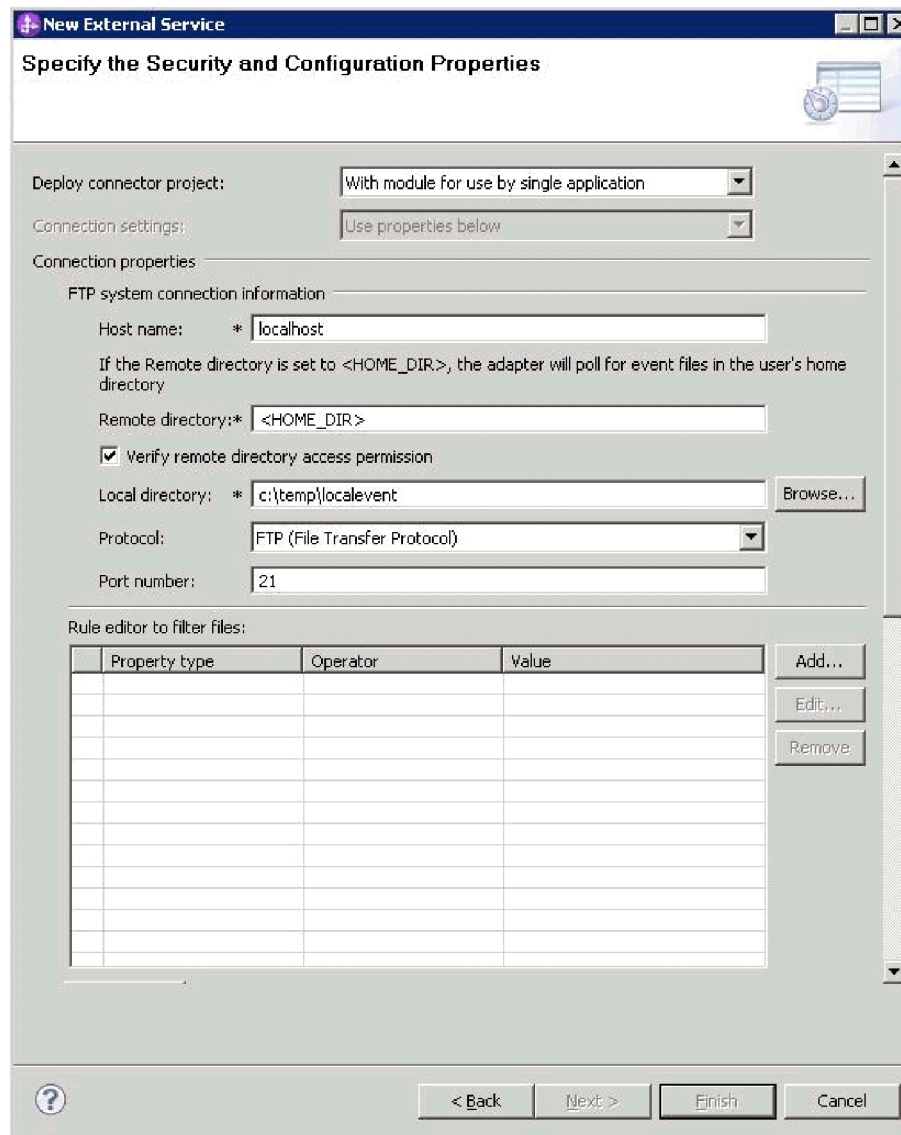 New External Service
Specify the Security and Configuration Properties
Deploy connector project:
With module for use by single application
Connection settings:
Use properties below
Connection properties
FTP system connection information
Host name: * localhost
If the Remote directory is set to <HOME_DIR>, the adapter will poll for event files in the user's home
directory
Remote directory:* <HOME_DIR>
Verify remote directory access permission
Local directory: * c:\temp\localevent
Browse...
Protocol: FTP (File Transfer Protocol)
Port number: 21
Rule editor to filter files:
Property type Operator Value
Add...
Edit...
Remove
? < Back Next > Finish Cancel